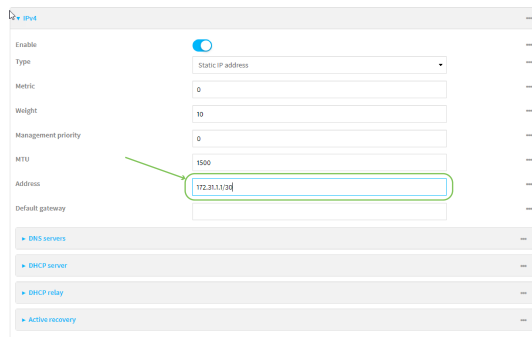 IPv4
Enable
Type Static IP address
Metric 0
Weight 10
Management priority 0
MTU 1500
Address 172.31.1.1/30
Default gateway
DNS servers
DHCP server
DHCP relay
Active recovery